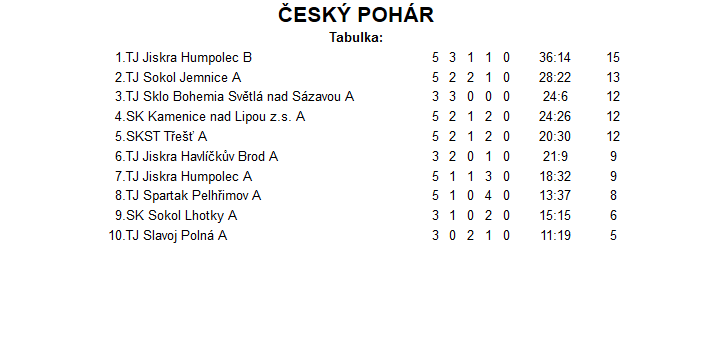 ČESKÝ POHÁR
Tabulka:
1.TJ Jiskra Humpolec B 5 3 1 1 0 36:14 15
2.TJ Sokol Jemnice A 5 2 2 1 0 28:22 13
3.TJ Sklo Bohemia Světlá nad Sázavou A 3 3 0 0 0 24:6 12
4.SK Kamenice nad Lipou z.s. A 5 2 1 2 0 24:26 12
5.SKST Třešť A 5 2 1 2 0 20:30 12
6.TJ Jiskra Havlíčkův Brod A 3 2 0 1 0 21:9 9
7.TJ Jiskra Humpolec A 5 1 1 3 0 18:32 9
8.TJ Spartak Pelhřimov A 5 1 0 4 0 13:37 8
9.SK Sokol Lhotky A 3 1 0 2 0 15:15 6
10.TJ Slavoj Polná A 3 0 2 1 0 11:19 5